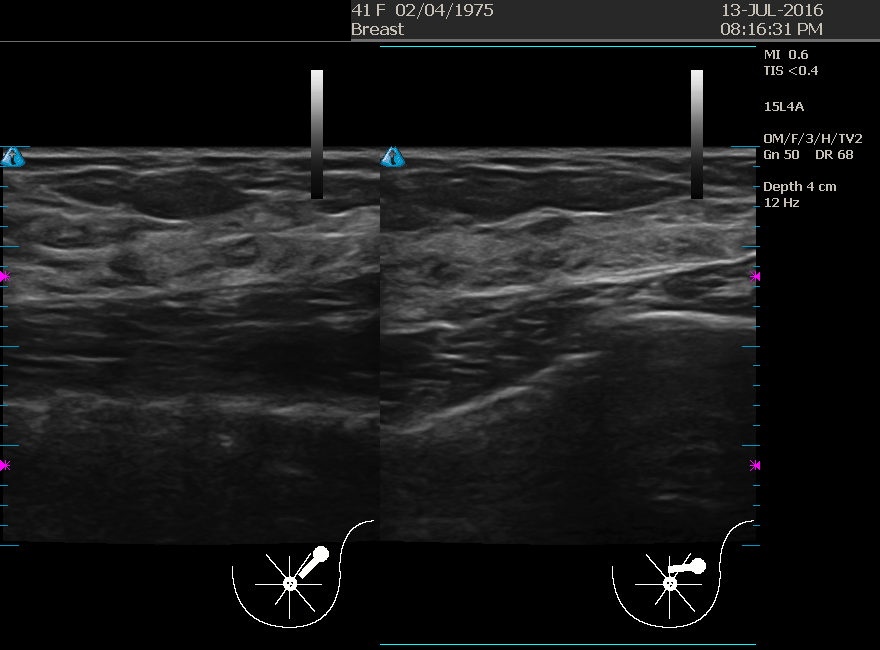 41 F 02/04/1975 13-JUL-2016
Breast 08:16:31 PM
MI 0.6
TIS <0.4
15L4A
OM/F/3/H/TV2
Gn 50 DR 68
Depth 4 cm
12 Hz